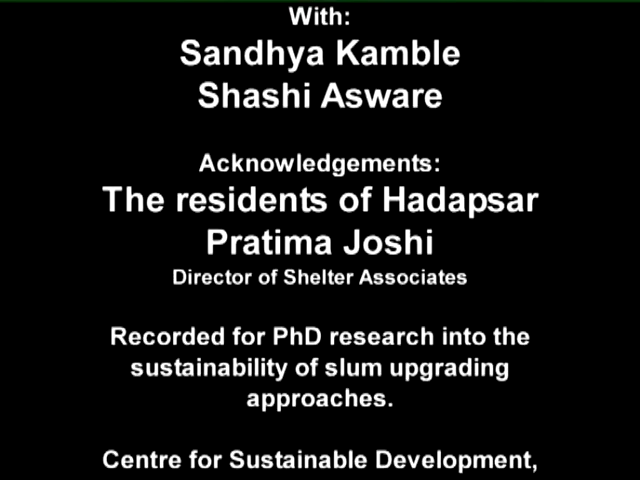 With:
Sandhya Kamble
Shashi Asware
Acknowledgements:
The residents of Hadapsar
Pratima Joshi
Director of Shelter Associates
Recorded for PhD research into the
sustainability of slum upgrading
approaches.
Centre for Sustainable Development,